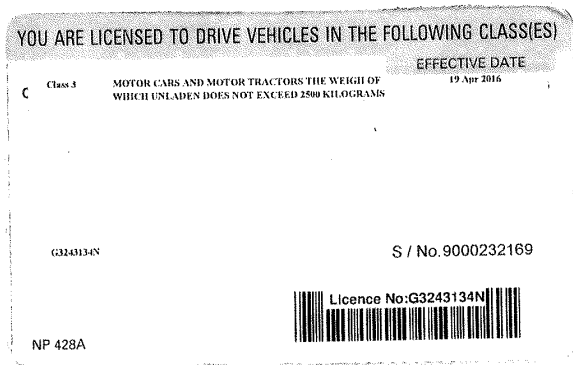 YOU ARE LICENSED TO DRIVE VEHICLES IN THE FOLLOWING CLASS(ES)
EFFECTIVE DATE
Class 3 MOTOR CARS AND MOTOR TRACTORS THE WEIGH OF 19 Apr 2016
WHICH UNLADEN DOES NOT EXCEED 2500 KILOGRAMS
G3243134N
S / No. 9000232169
Licence No:G3243134N
NP 428A